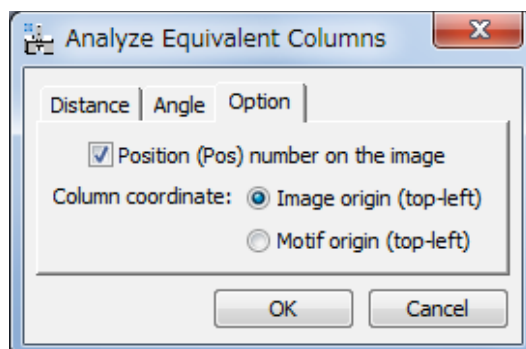 Analyze Equivalent Columns
Distance Angle Option
Position (Pos) number on the image
Column coordinate: Image origin (top-left)
Motif origin (top-left)
OK Cancel